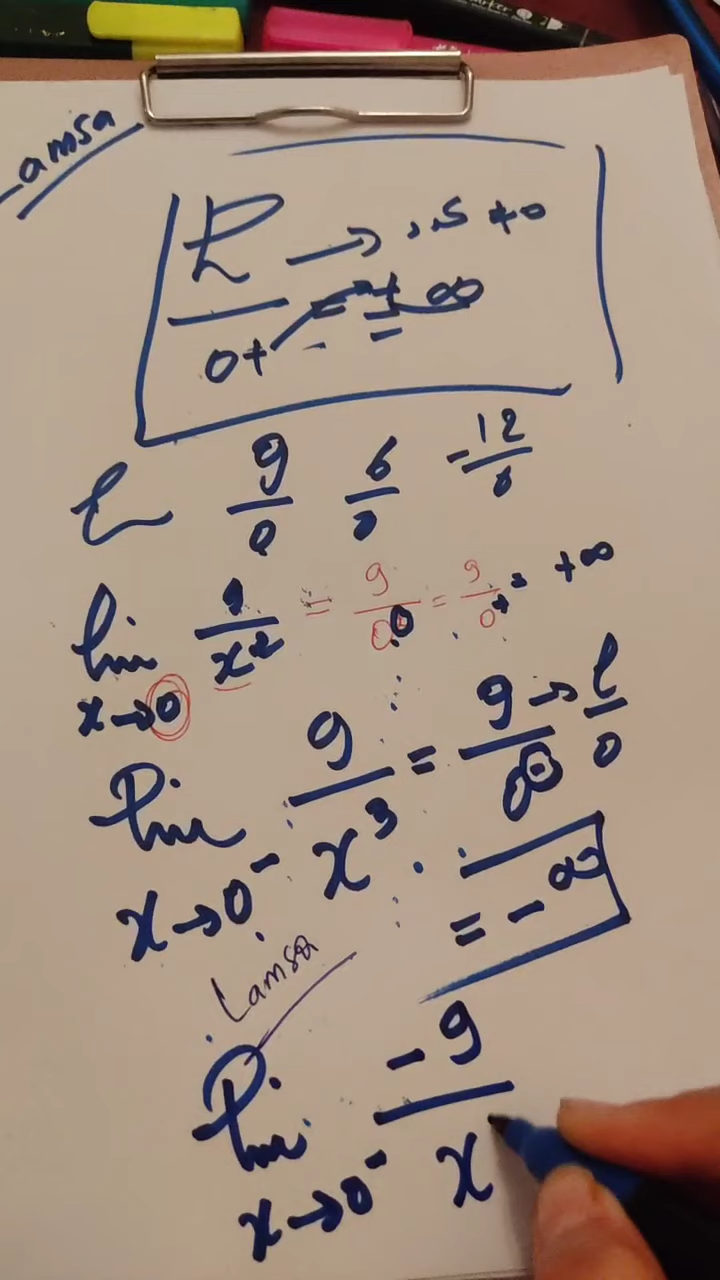 Lamsa
l → ≠0
— = ± ∞
0+
9/0 6/0 -12/0
lim x→0 9/x² = 9/0 = 9/0+ = +∞
lim x→0⁻ 9/x³ = 9/0⁻ → l/0
= -∞
Lamsa
lim x→0⁻ -9/x